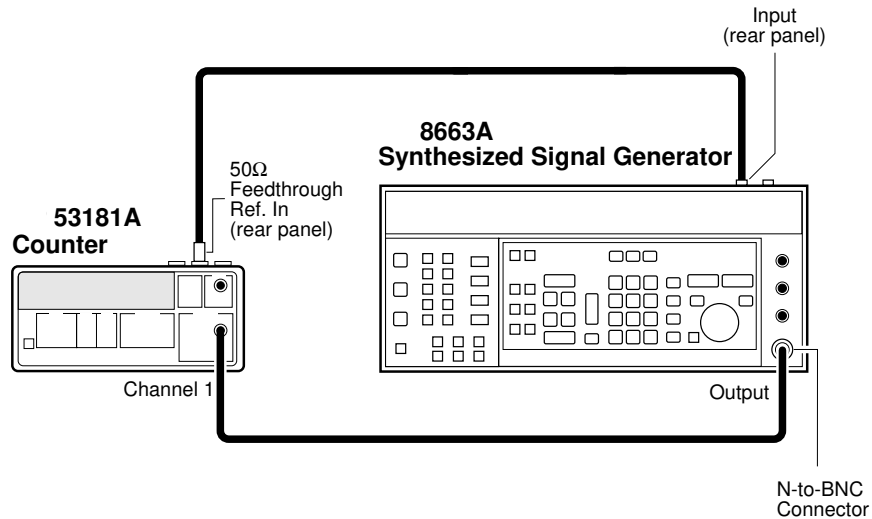 Input
(rear panel)
8663A
Synthesized Signal Generator
50Ω
Feedthrough
Ref. In
(rear panel)
53181A
Counter
Channel 1
Output
N-to-BNC
Connector